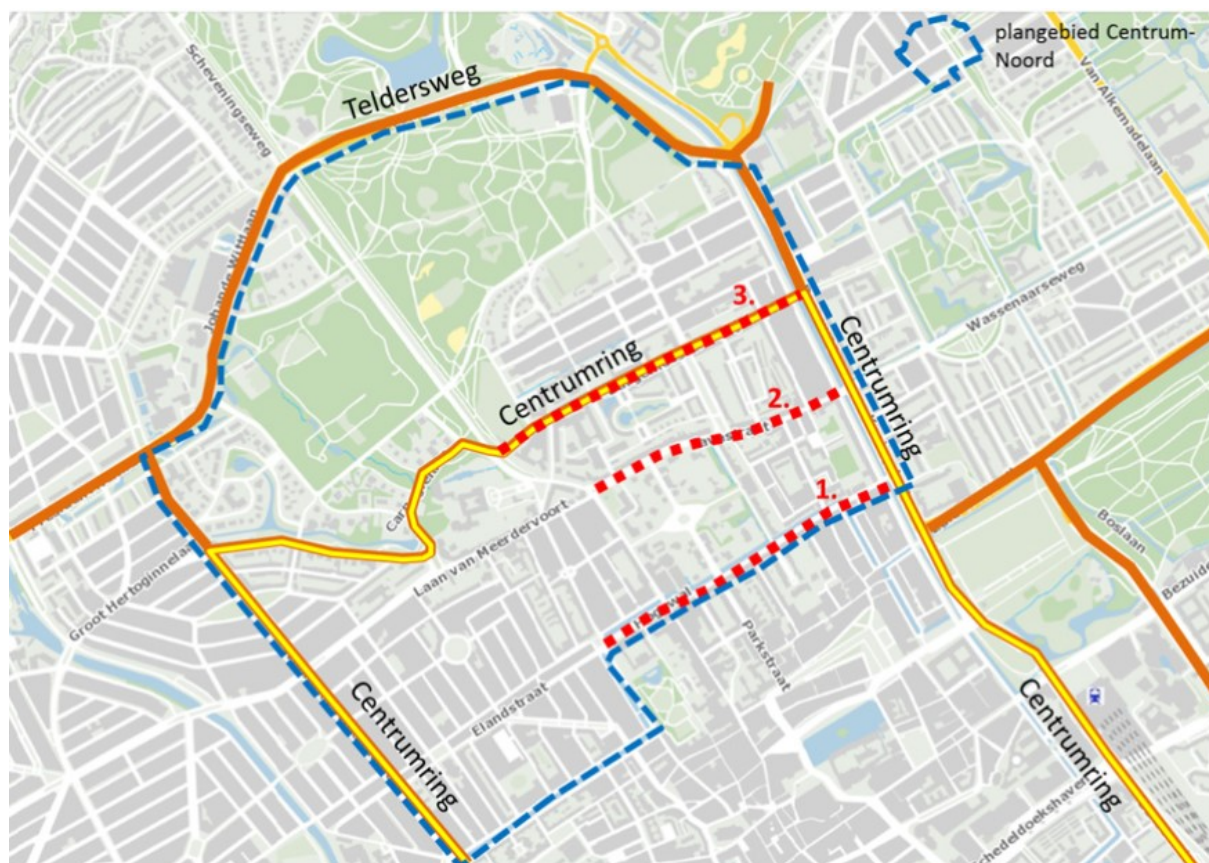 plangebied Centrum-
Noord
Teldersweg
Scheveningseweg
Van Alkemadelaan
Johan de Wittlaan
3.
Centrumring
Wassenaarseweg
Centrumring
2.
1.
Laan van Meerdervoort
Boslaan
Groot Hertoginnelaan
Parkstraat
Elandstraat
Centrumring
Centrumring